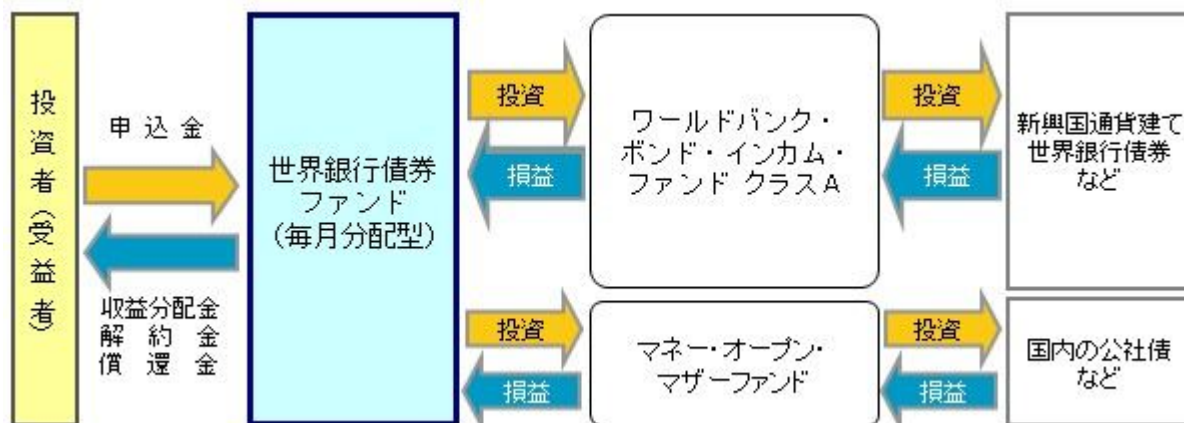 投資者(受益者)
申込金
収益分配金
解約金
償還金
世界銀行債券
ファンド
(毎月分配型)
投資
損益
ワールドバンク・
ボンド・インカム・
ファンド クラスA
投資
損益
新興国通貨建て
世界銀行債券
など
投資
損益
マネー・オープン・
マザーファンド
投資
損益
国内の公社債
など